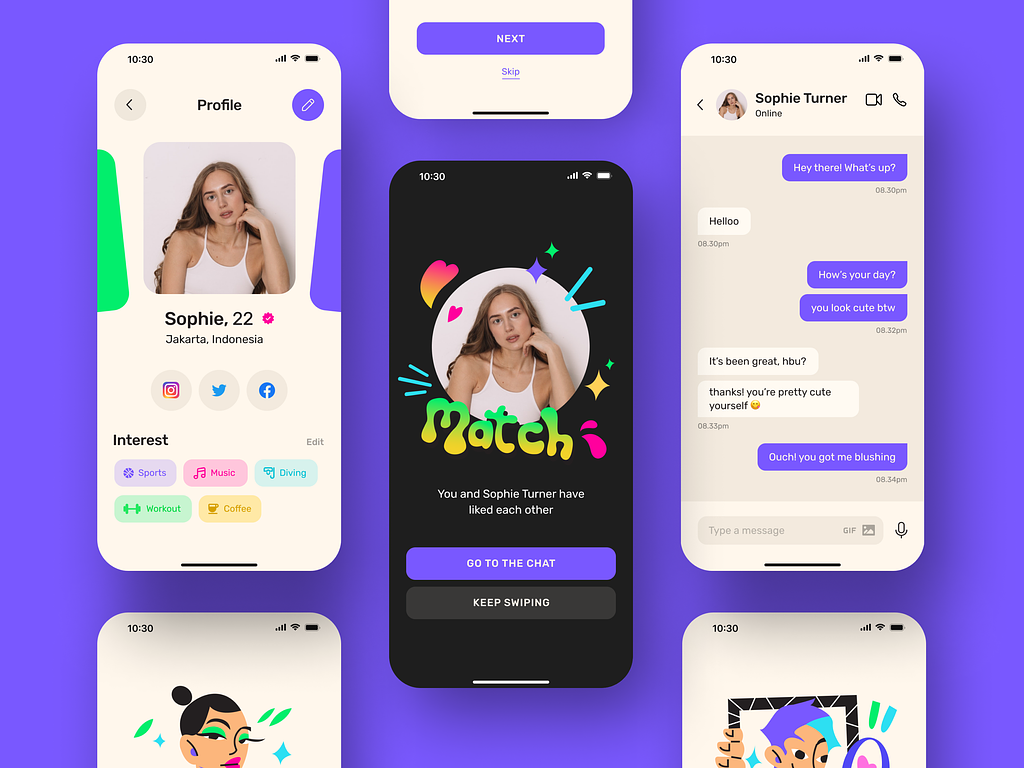 10:30
Profile
Sophie, 22
Jakarta, Indonesia
Interest
Edit
Sports
Music
Diving
Workout
Coffee
10:30
NEXT
Skip
10:30
Match
You and Sophie Turner have
liked each other
GO TO THE CHAT
KEEP SWIPING
10:30
Sophie Turner
Online
Hey there! What's up?
08.30pm
Helloo
08.30pm
How's your day?
you look cute btw
08.32pm
It's been great, hbu?
thanks! you're pretty cute
yourself 😋
08.33pm
Ouch! you got me blushing
08.34pm
Type a message
GIF
10:30